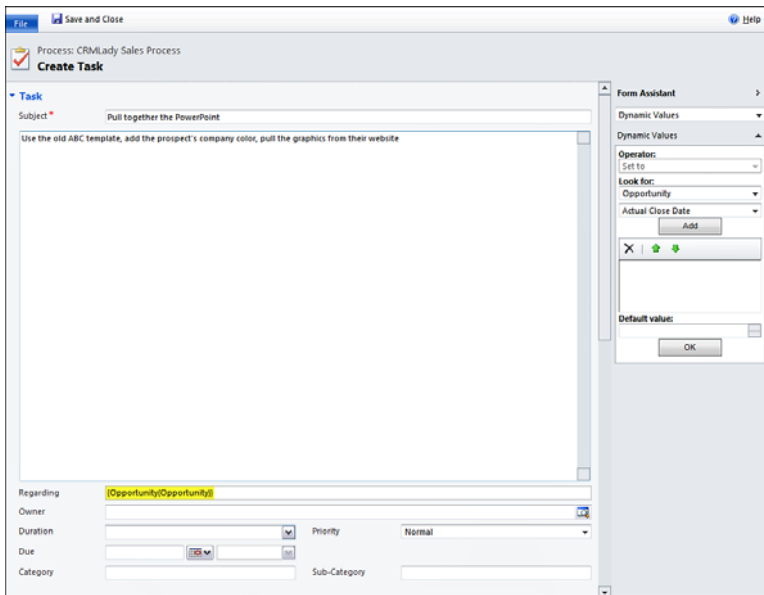 File
Save and Close
Help
Process: CRMLady Sales Process
Create Task
Task
Subject *
Pull together the PowerPoint
Use the old ABC template, add the prospect's company color, pull the graphics from their website
Regarding
{Opportunity(Opportunity)}
Owner
Duration
Priority
Normal
Due
Category
Sub-Category
Form Assistant
Dynamic Values
Dynamic Values
Operator:
Set to
Look for:
Opportunity
Actual Close Date
Add
Default value:
OK